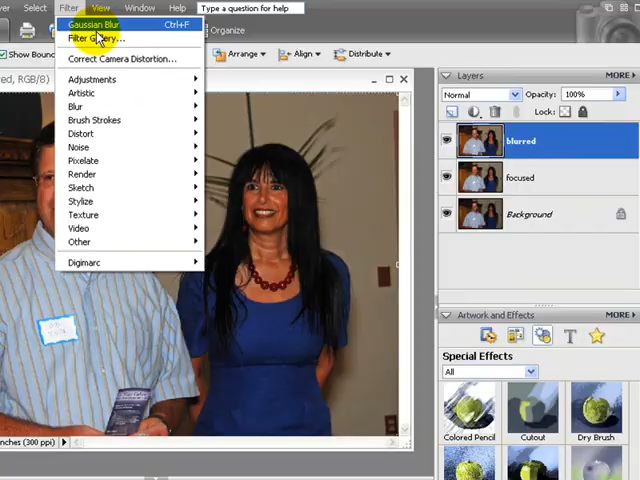 ver Select Filter View Window Help Type a question for help
Organize
Show Bound Arrange Align Distribute
red, RGB/8)
Gaussian Blur Ctrl+F
Filter Gallery...
Correct Camera Distortion...
Adjustments
Artistic
Blur
Brush Strokes
Distort
Noise
Pixelate
Render
Sketch
Stylize
Texture
Video
Other
Digimarc
nches (300 ppi)
Layers MORE
Normal Opacity: 100%
Lock:
blurred
focused
Background
Artwork and Effects MORE
Special Effects
All
Colored Pencil Cutout Dry Brush